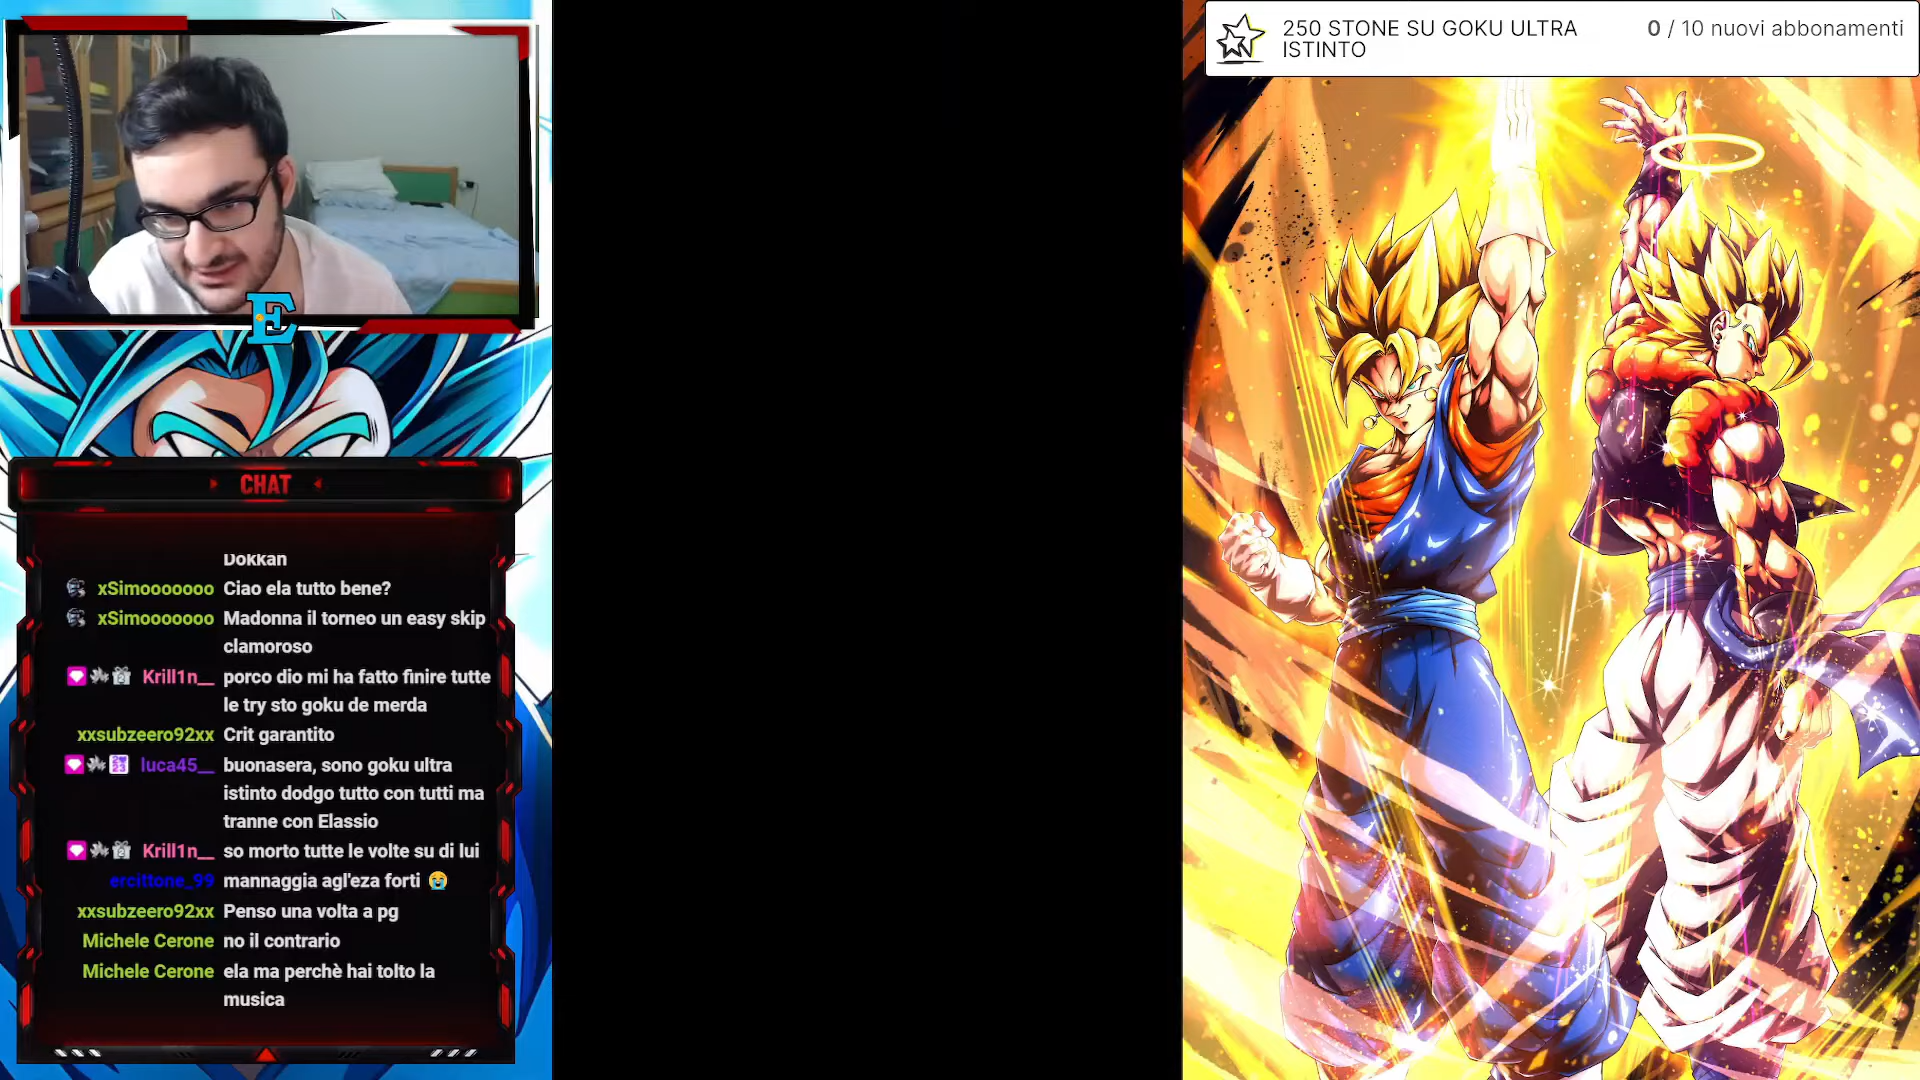 250 STONE SU GOKU ULTRA
ISTINTO
0 / 10 nuovi abbonamenti
E
CHAT
Dokkan
xSimooooooo Ciao ela tutto bene?
xSimooooooo Madonna il torneo un easy skip
clamoroso
Krill1n__ porco dio mi ha fatto finire tutte
le try sto goku de merda
xxsubzeero92xx Crit garantito
luca45__ buonasera, sono goku ultra
istinto dodgo tutto con tutti ma
tranne con Elassio
Krill1n__ so morto tutte le volte su di lui
ercittone_99 mannaggia agl'eza forti 😭
xxsubzeero92xx Penso una volta a pg
Michele Cerone no il contrario
Michele Cerone ela ma perchè hai tolto la
musica